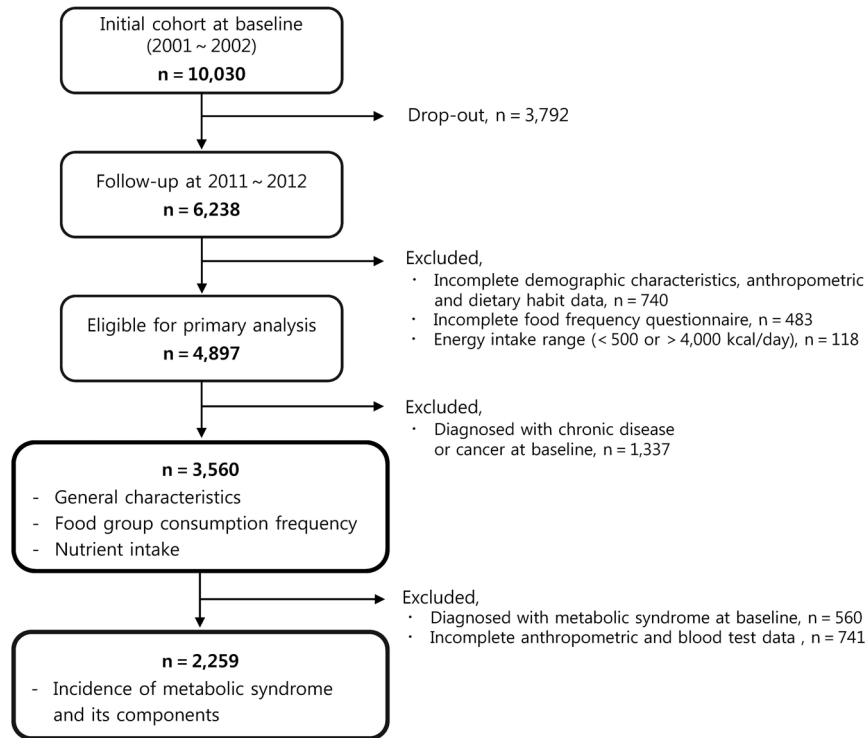 Initial cohort at baseline
(2001 ~ 2002)
n = 10,030
Drop-out, n = 3,792
Follow-up at 2011 ~ 2012
n = 6,238
Excluded,
· Incomplete demographic characteristics, anthropometric
and dietary habit data, n = 740
· Incomplete food frequency questionnaire, n = 483
· Energy intake range (< 500 or > 4,000 kcal/day), n = 118
Eligible for primary analysis
n = 4,897
Excluded,
· Diagnosed with chronic disease
or cancer at baseline, n = 1,337
n = 3,560
- General characteristics
- Food group consumption frequency
- Nutrient intake
Excluded,
· Diagnosed with metabolic syndrome at baseline, n = 560
· Incomplete anthropometric and blood test data , n = 741
n = 2,259
- Incidence of metabolic syndrome
and its components